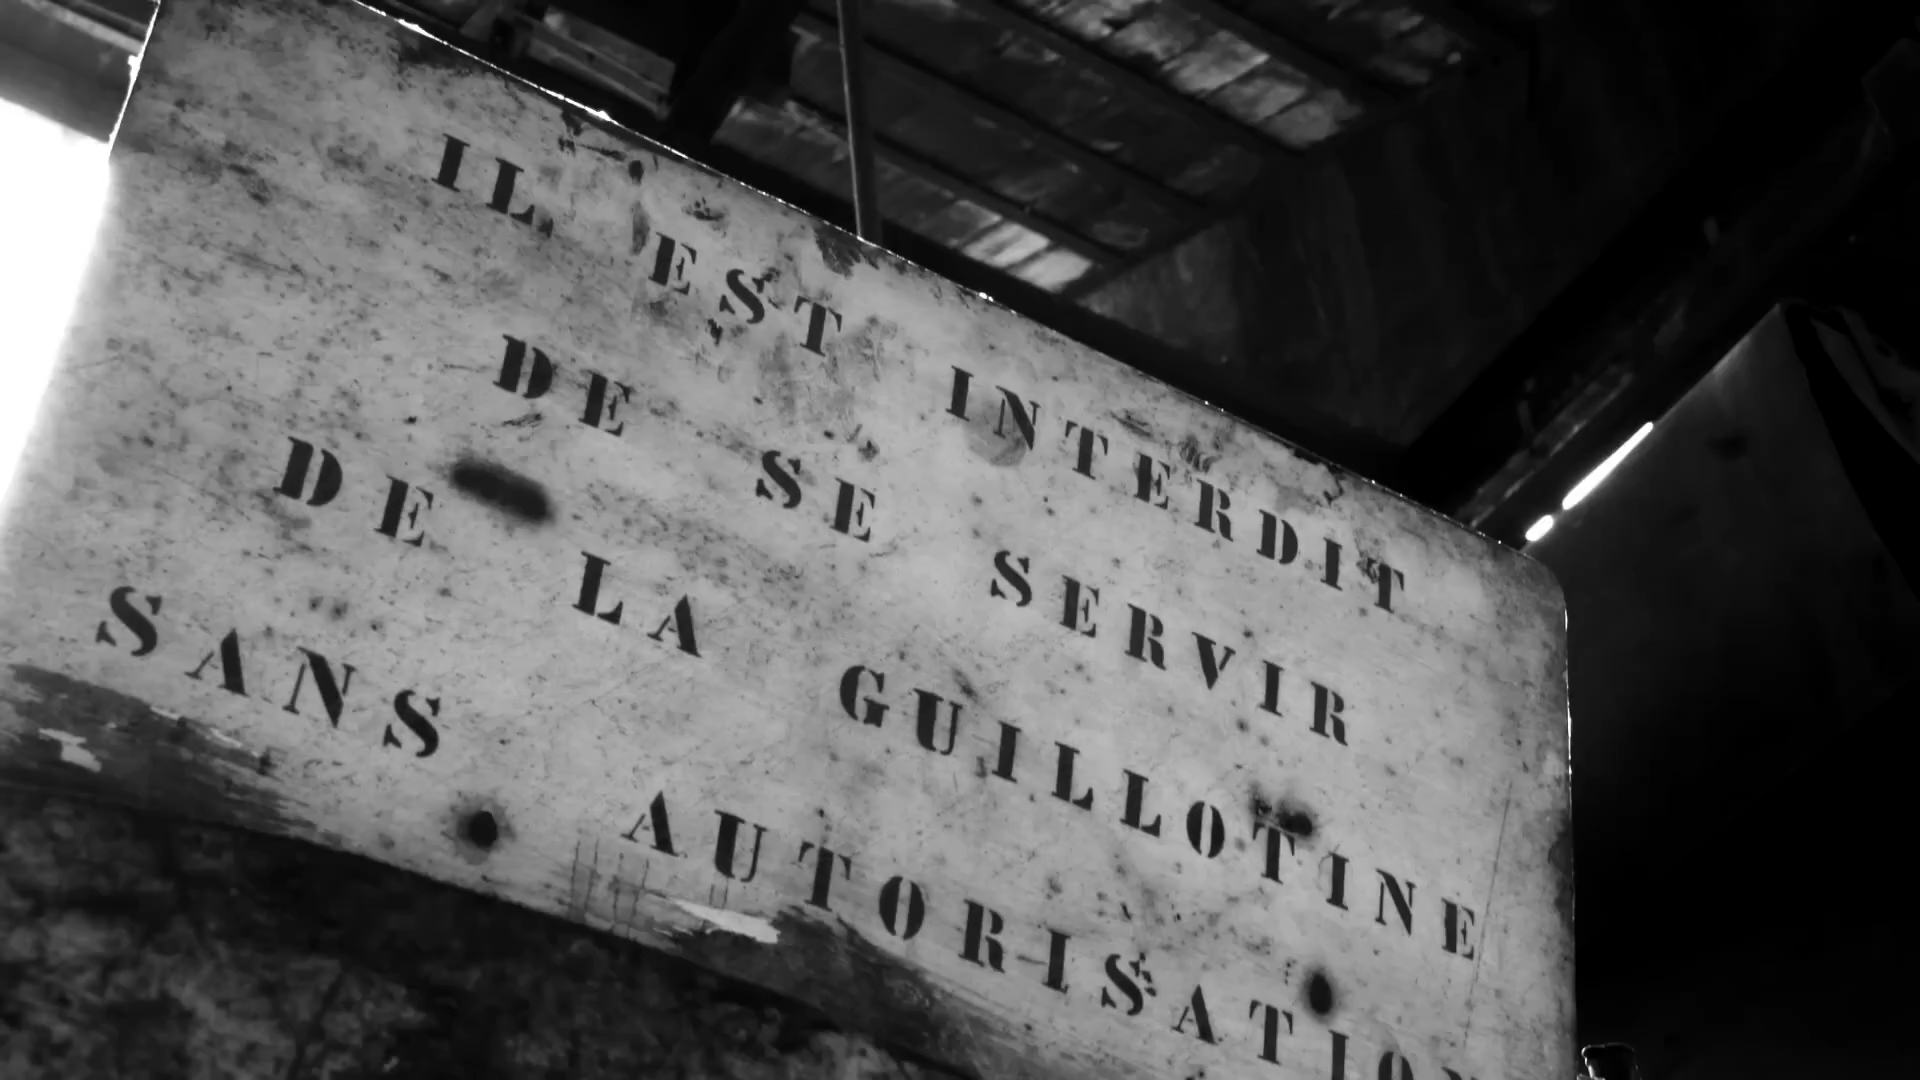 IL EST INTERDIT
DE SE SERVIR
DE LA GUILLOTINE
SANS AUTORISATION